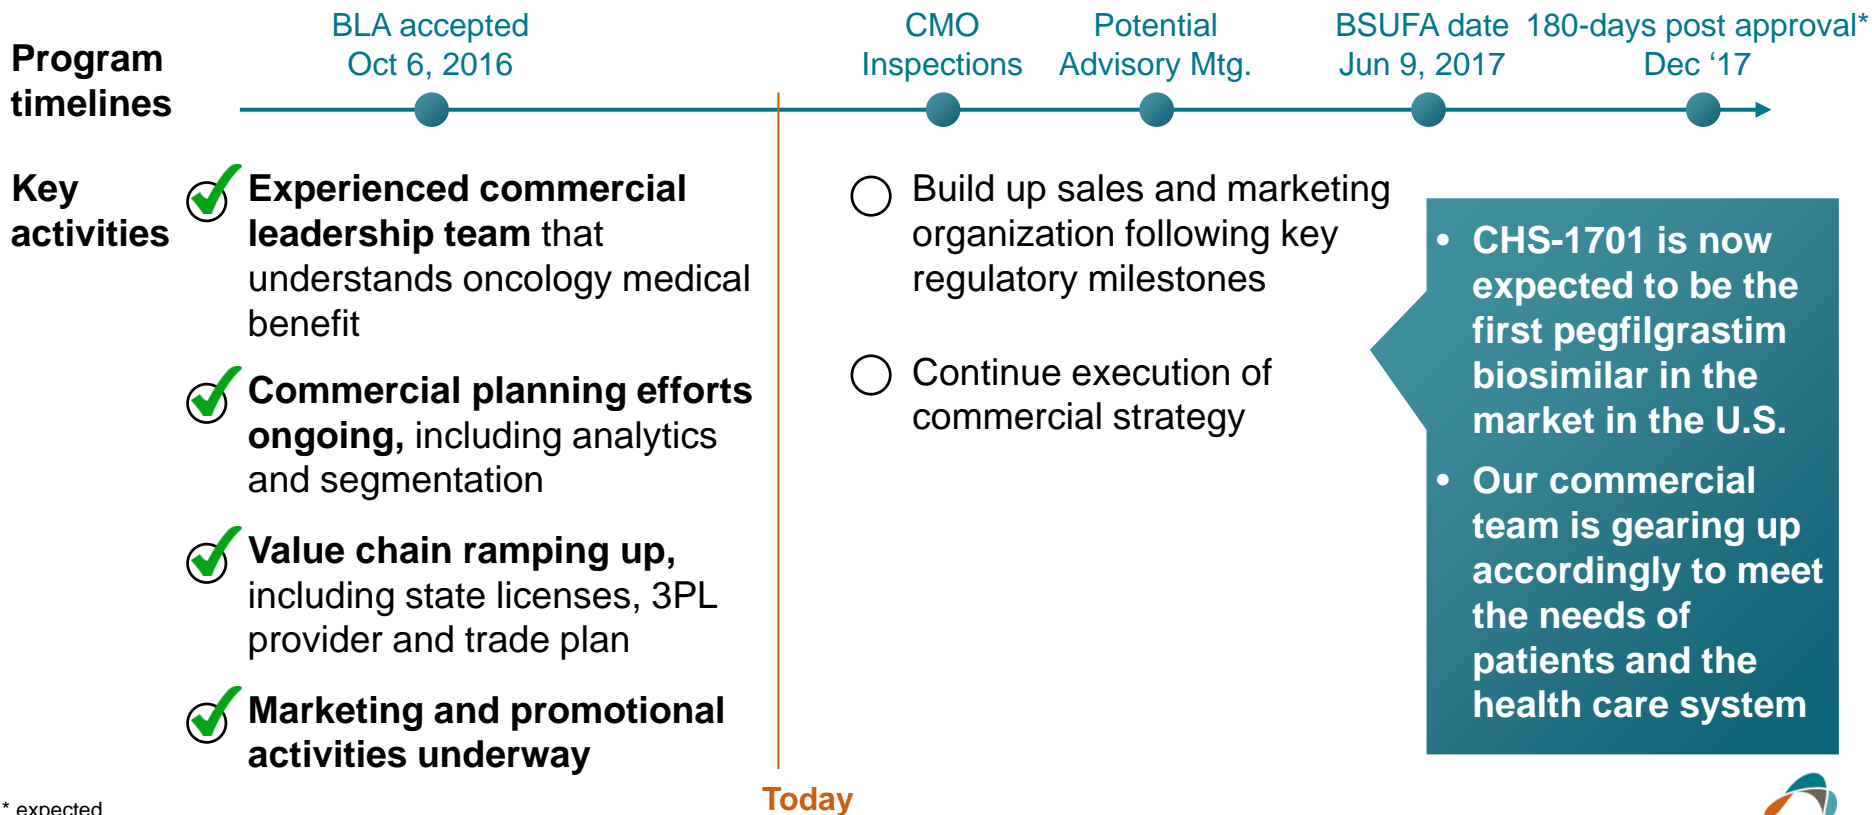 Program
timelines
BLA accepted
Oct 6, 2016
CMO
Inspections
Potential
Advisory Mtg.
BSUFA date
Jun 9, 2017
180-days post approval*
Dec ‘17
Key
activities
Experienced commercial
leadership team that
understands oncology medical
benefit
Commercial planning efforts
ongoing, including analytics
and segmentation
Value chain ramping up,
including state licenses, 3PL
provider and trade plan
Marketing and promotional
activities underway
Build up sales and marketing
organization following key
regulatory milestones
Continue execution of
commercial strategy
• CHS-1701 is now
expected to be the
first pegfilgrastim
biosimilar in the
market in the U.S.
• Our commercial
team is gearing up
accordingly to meet
the needs of
patients and the
health care system
Today
* expected